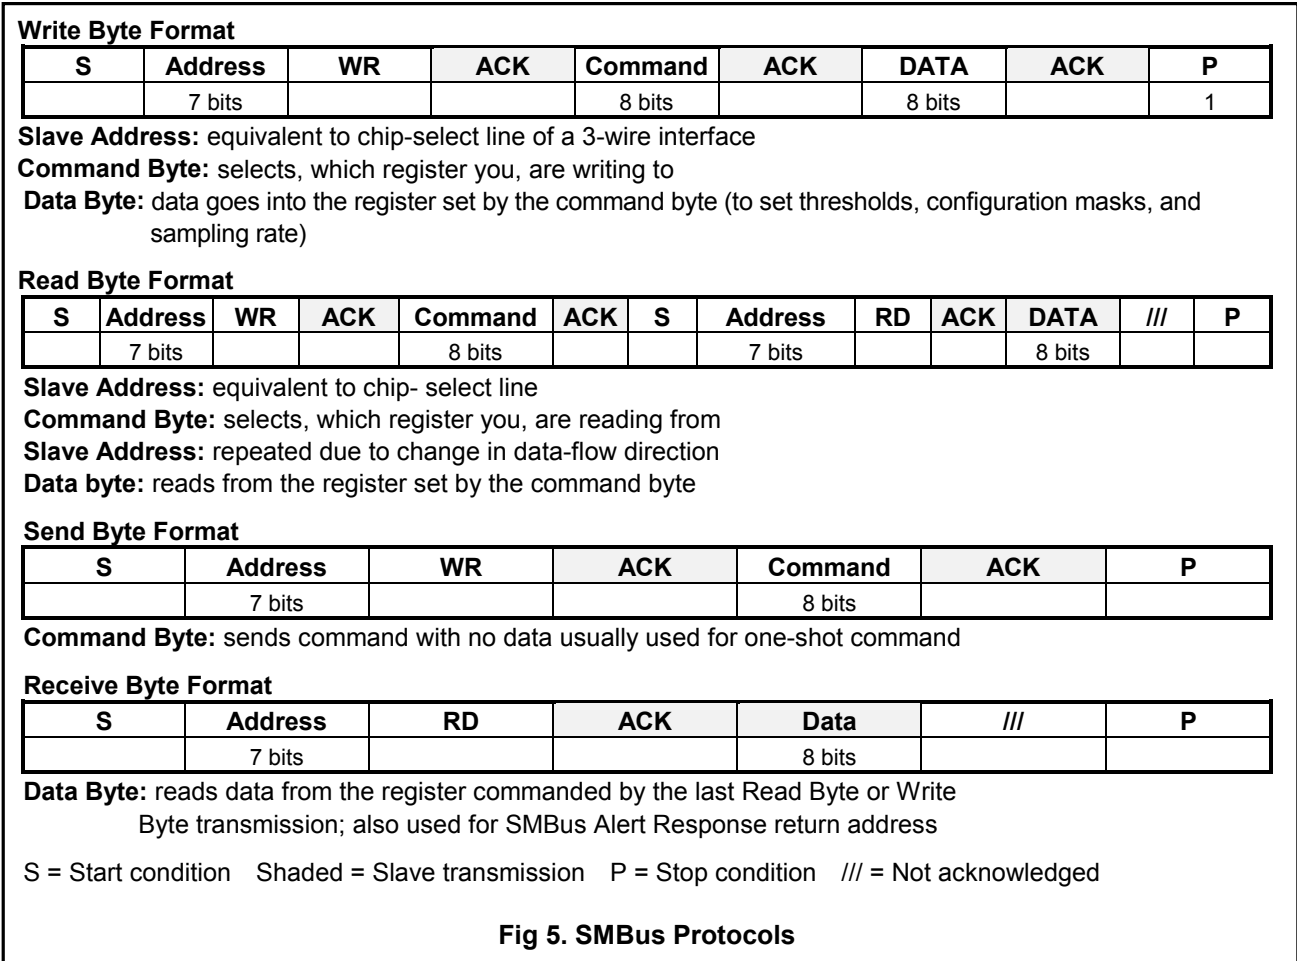 Write Byte Format
S Address WR ACK Command ACK DATA ACK P
7 bits 8 bits 8 bits 1
Slave Address: equivalent to chip-select line of a 3-wire interface
Command Byte: selects, which register you, are writing to
Data Byte: data goes into the register set by the command byte (to set thresholds, configuration masks, and
sampling rate)
Read Byte Format
S Address WR ACK Command ACK S Address RD ACK DATA /// P
7 bits 8 bits 7 bits 8 bits
Slave Address: equivalent to chip- select line
Command Byte: selects, which register you, are reading from
Slave Address: repeated due to change in data-flow direction
Data byte: reads from the register set by the command byte
Send Byte Format
S Address WR ACK Command ACK P
7 bits 8 bits
Command Byte: sends command with no data usually used for one-shot command
Receive Byte Format
S Address RD ACK Data /// P
7 bits 8 bits
Data Byte: reads data from the register commanded by the last Read Byte or Write
Byte transmission; also used for SMBus Alert Response return address
S = Start condition Shaded = Slave transmission P = Stop condition /// = Not acknowledged
Fig 5. SMBus Protocols